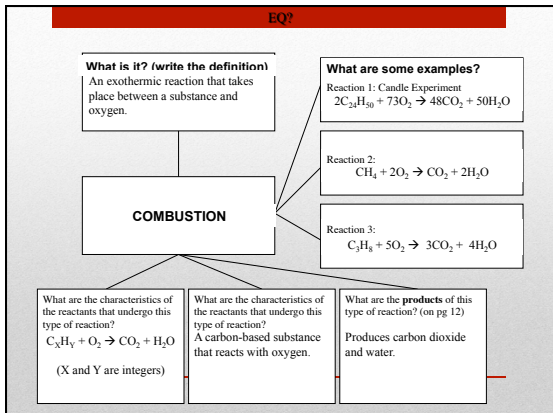 EQ?
What is it? (write the definition)
An exothermic reaction that takes
place between a substance and
oxygen.
What are some examples?
Reaction 1: Candle Experiment
2C₂₄H₅₀ + 73O₂ → 48CO₂ + 50H₂O
Reaction 2:
CH₄ + 2O₂ → CO₂ + 2H₂O
COMBUSTION
Reaction 3:
C₃H₈ + 5O₂ → 3CO₂ + 4H₂O
What are the characteristics of
the reactants that undergo this
type of reaction?
CₓHᵧ + O₂ → CO₂ + H₂O
(X and Y are integers)
What are the characteristics of
the reactants that undergo this
type of reaction?
A carbon-based substance
that reacts with oxygen.
What are the products of this
type of reaction? (on pg 12)
Produces carbon dioxide
and water.